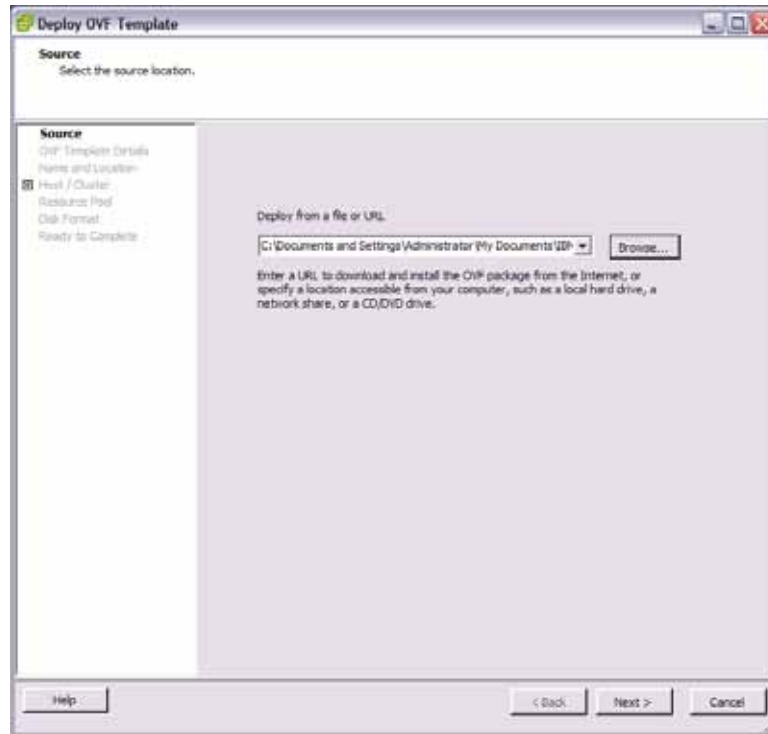 Deploy OVF Template
Source
Select the source location.
Source
OVF Template Details
Name and Location
Host / Cluster
Resource Pool
Disk Format
Ready to Complete
Deploy from a file or URL
C:\Documents and Settings\Administrator\My Documents\
Browse...
Enter a URL to download and install the OVF package from the Internet, or
specify a location accessible from your computer, such as a local hard drive, a
network share, or a CD/DVD drive.
Help
< Back
Next >
Cancel